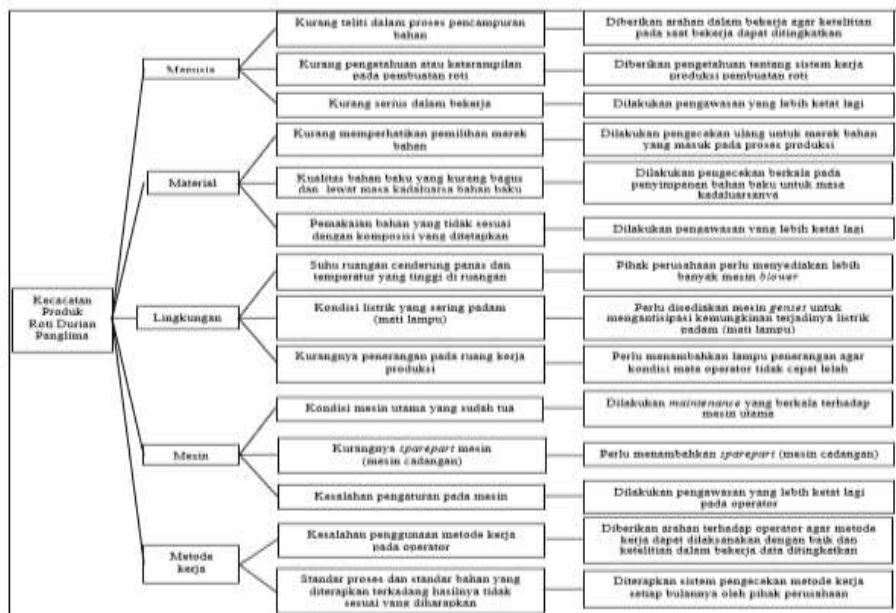 Kecacatan
Produk
Roti Durian
Panglima
Manusia
Kurang teliti dalam proses pencampuran
bahan
Diberikan arahan dalam bekerja agar ketelitian
pada saat bekerja dapat ditingkatkan
Kurang pengetahuan atau keterampilan
pada pembuatan roti
Diberikan pengetahuan tentang sistem kerja
produksi pembuatan roti
Kurang serius dalam bekerja
Dilakukan pengawasan yang lebih ketat lagi
Material
Kurang memperhatikan pemilihan merek
bahan
Dilakukan pengecekan ulang untuk merek bahan
yang masuk pada proses produksi
Kualitas bahan baku yang kurang bagus
dan lewat masa kadaluarsa bahan baku
Dilakukan pengecekan berkala pada
penyimpanan bahan baku untuk masa
kadaluarsanya
Pemakaian bahan yang tidak sesuai
dengan komposisi yang ditetapkan
Dilakukan pengawasan yang lebih ketat lagi
Lingkungan
Suhu ruangan cenderung panas dan
temperatur yang tinggi di ruangan
Pihak perusahaan perlu menyediakan lebih
banyak mesin blower
Kondisi listrik yang sering padam
(mati lampu)
Perlu disediakan mesin genset untuk
mengantisipasi kemungkinan terjadinya listrik
padam (mati lampu)
Kurangnya penerangan pada ruang kerja
produksi
Perlu menambahkan lampu penerangan agar
kondisi mata operator tidak cepat lelah
Mesin
Kondisi mesin utama yang sudah tua
Dilakukan maintenance yang berkala terhadap
mesin utama
Kurangnya sparepart mesin
(mesin cadangan)
Perlu menambahkan sparepart (mesin cadangan)
Kesalahan pengaturan pada mesin
Dilakukan pengawasan yang lebih ketat lagi
pada operator
Metode
kerja
Kesalahan penggunaan metode kerja
pada operator
Diberikan arahan terhadap operator agar metode
kerja dapat dilaksanakan dengan baik dan
ketelitian dalam bekerja data ditingkatkan
Standar proses dan standar bahan yang
diterapkan terkadang hasilnya tidak
sesuai yang diharapkan
Diterapkan sistem pengecekan metode kerja
setiap bulannya oleh pihak perusahaan